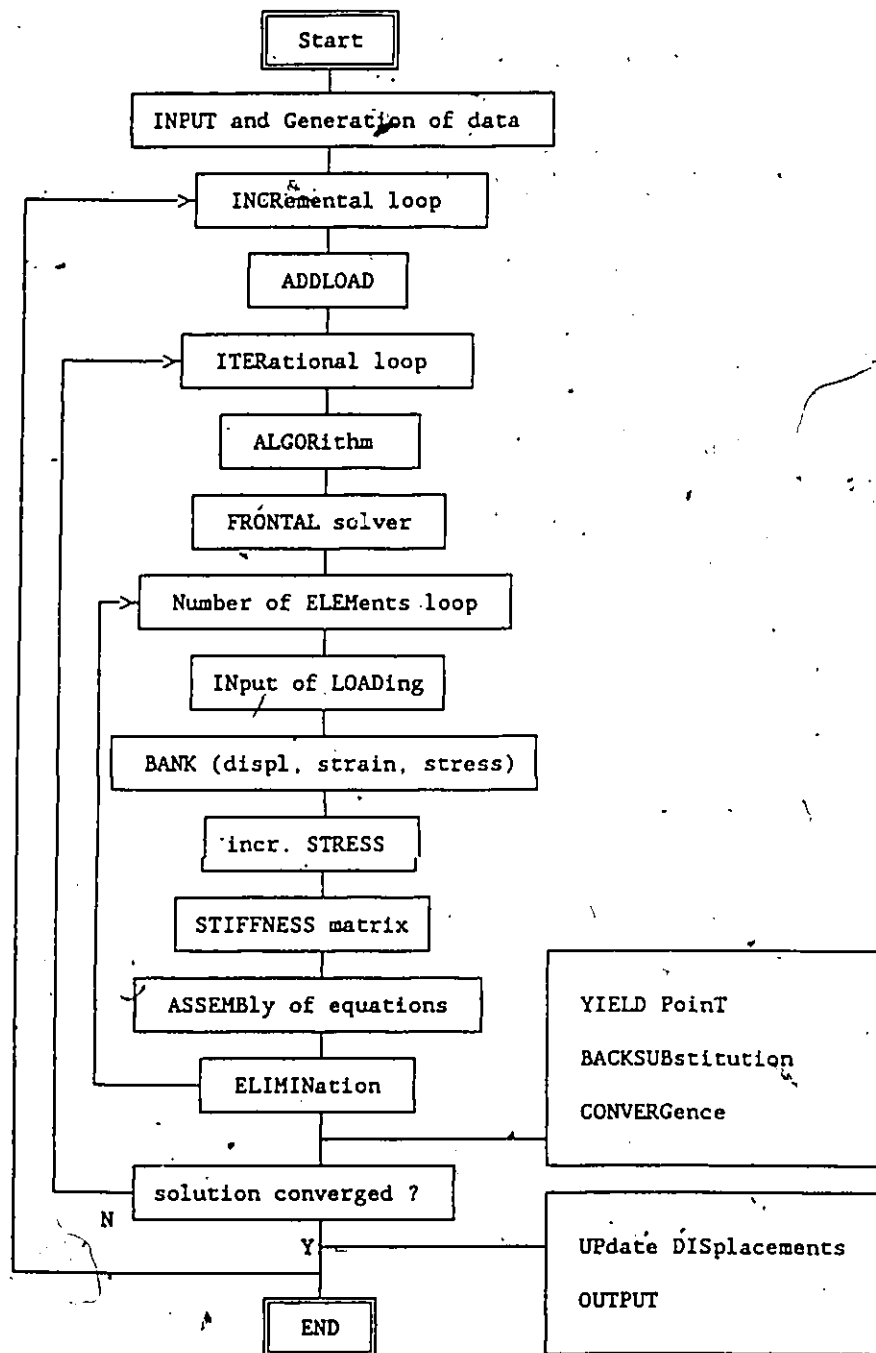 Start
INPUT and Generation of data
INCRemental loop
ADDLOAD
ITERational loop
ALGORithm
FRONTAL solver
Number of ELEMents loop
INput of LOADing
BANK (displ, strain, stress)
incr. STRESS
STIFFNESS matrix
ASSEMBly of equations
ELIMINation
YIELD PoinT
BACKSUBstitution
CONVERGence
solution converged ?
N
Y
UPdate DISplacements
OUTPUT
END